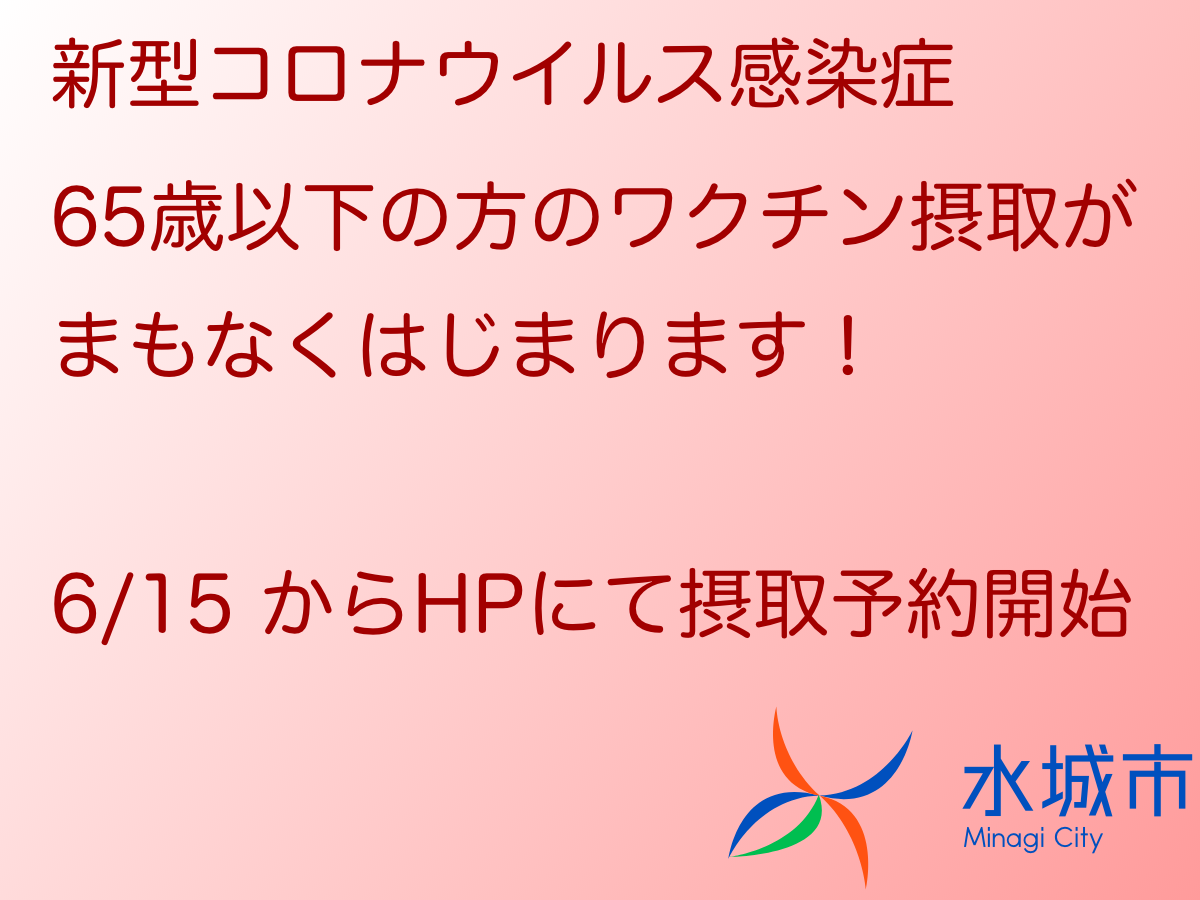 新型コロナウイルス感染症
65歳以下の方のワクチン摂取が
まもなくはじまります！
6/15 からHPにて摂取予約開始
水城市
Minagi City